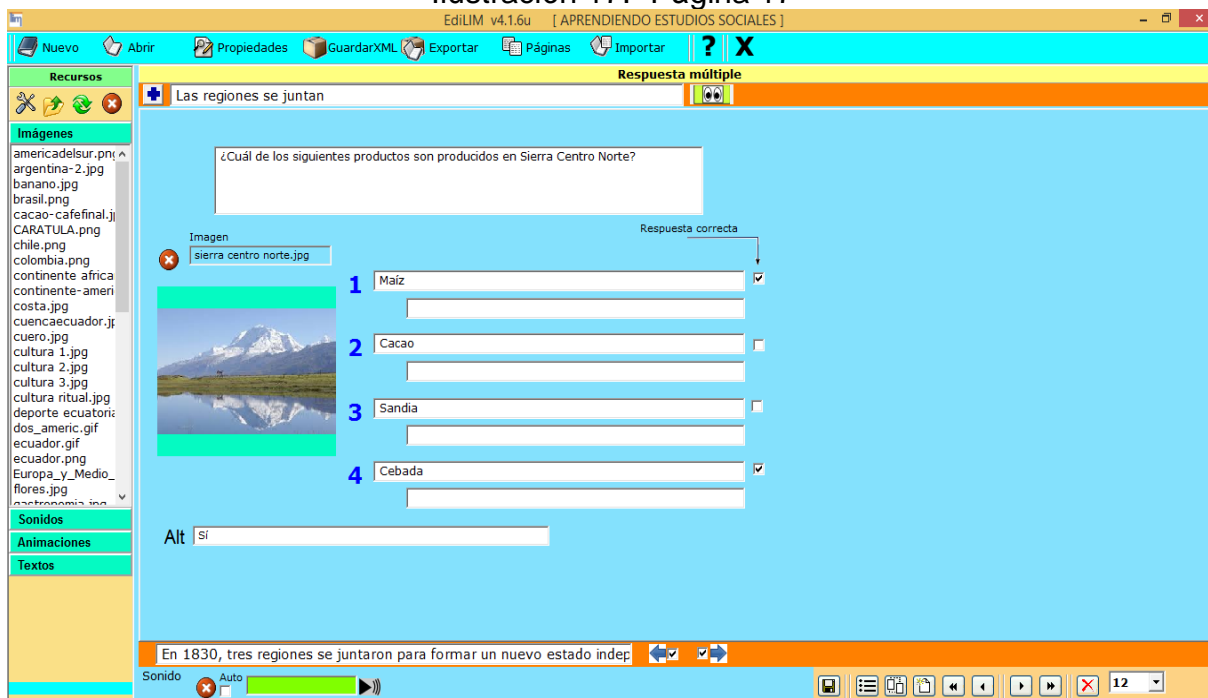 Ilustración 17. Página 17
EdiLIM v4.1.6u [ APRENDIENDO ESTUDIOS SOCIALES ]
Nuevo Abrir Propiedades GuardarXML Exportar Páginas Importar ? X
Recursos
Respuesta múltiple
Las regiones se juntan
Imágenes
americadelsur.png
argentina-2.jpg
banano.jpg
brasil.png
cacao-cafefinal.j
CARATULA.png
chile.png
colombia.png
continente africa
continente-ameri
costa.jpg
cuencaecuador.jp
cuero.jpg
cultura 1.jpg
cultura 2.jpg
cultura 3.jpg
cultura ritual.jpg
deporte ecuatoria
dos_americ.gif
ecuador.gif
ecuador.png
Europa_y_Medio_
flores.jpg
Sonidos
Animaciones
Textos
¿Cuál de los siguientes productos son producidos en Sierra Centro Norte?
Respuesta correcta
Imagen
sierra centro norte.jpg
1 Maíz
2 Cacao
3 Sandia
4 Cebada
Alt Sí
En 1830, tres regiones se juntaron para formar un nuevo estado indep
Sonido Auto
12